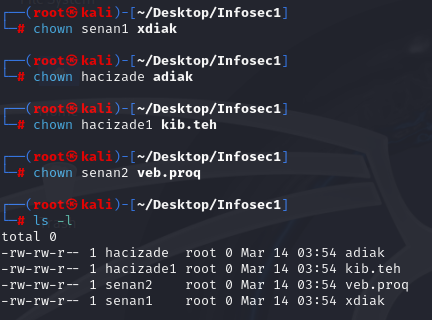 ┌──(root㉿kali)-[~/Desktop/Infosec1]
└─# chown senan1 xdiak
┌──(root㉿kali)-[~/Desktop/Infosec1]
└─# chown hacizade adiak
┌──(root㉿kali)-[~/Desktop/Infosec1]
└─# chown hacizade1 kib.teh
┌──(root㉿kali)-[~/Desktop/Infosec1]
└─# chown senan2 veb.proq
┌──(root㉿kali)-[~/Desktop/Infosec1]
└─# ls -l
total 0
-rw-rw-r-- 1 hacizade  root 0 Mar 14 03:54 adiak
-rw-rw-r-- 1 hacizade1 root 0 Mar 14 03:54 kib.teh
-rw-rw-r-- 1 senan2    root 0 Mar 14 03:54 veb.proq
-rw-rw-r-- 1 senan1    root 0 Mar 14 03:54 xdiak